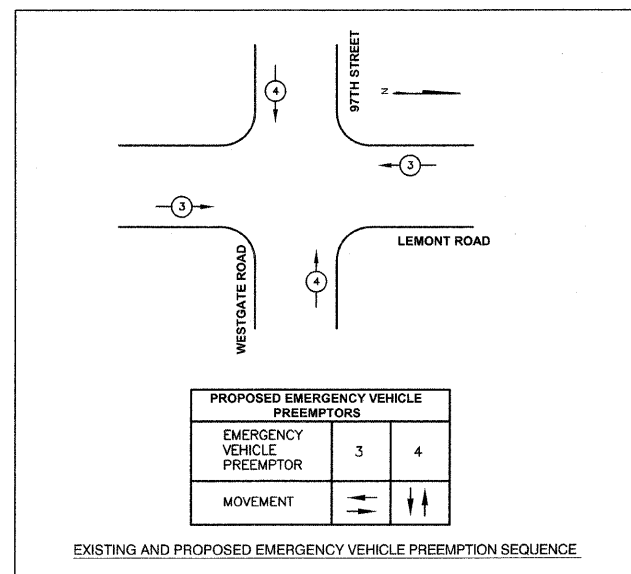 97TH STREET
4
N
3
3
LEMONT ROAD
WESTGATE ROAD
4
PROPOSED EMERGENCY VEHICLE
PREEMPTORS
EMERGENCY
VEHICLE
PREEMPTOR
3
4
MOVEMENT
EXISTING AND PROPOSED EMERGENCY VEHICLE PREEMPTION SEQUENCE